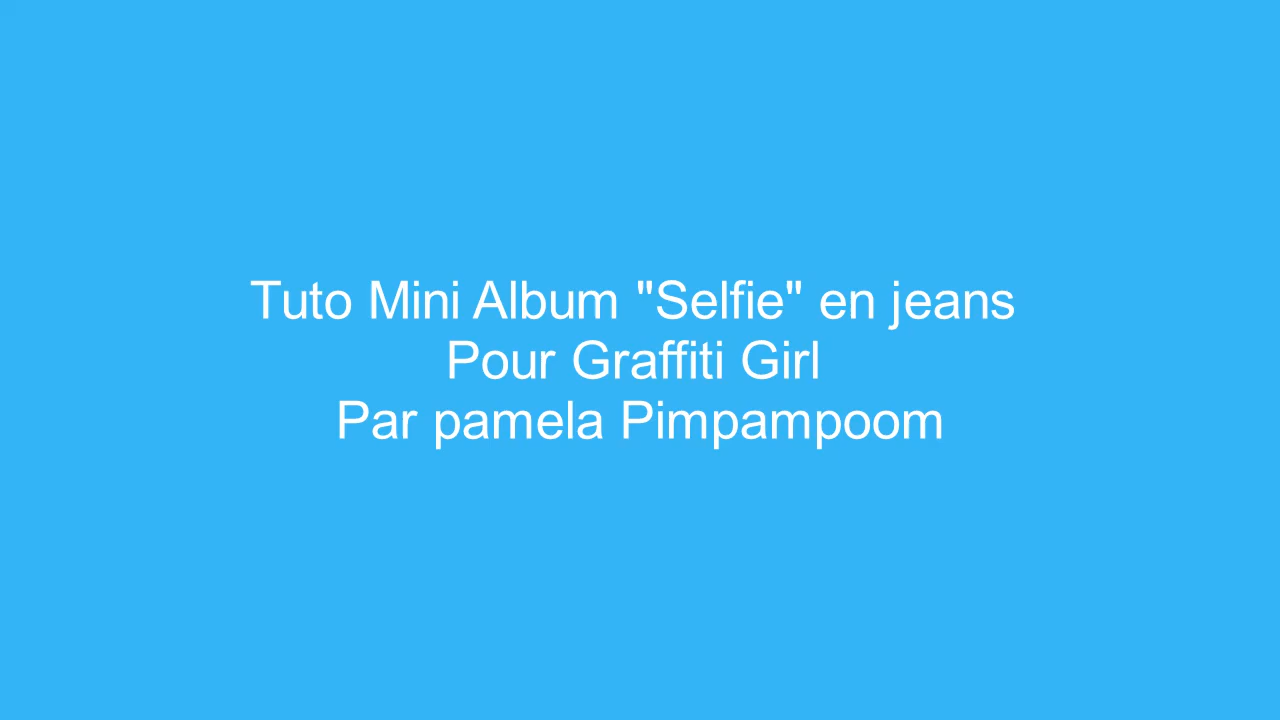 Tuto Mini Album "Selfie" en jeans
Pour Graffiti Girl
Par pamela Pimpampoom